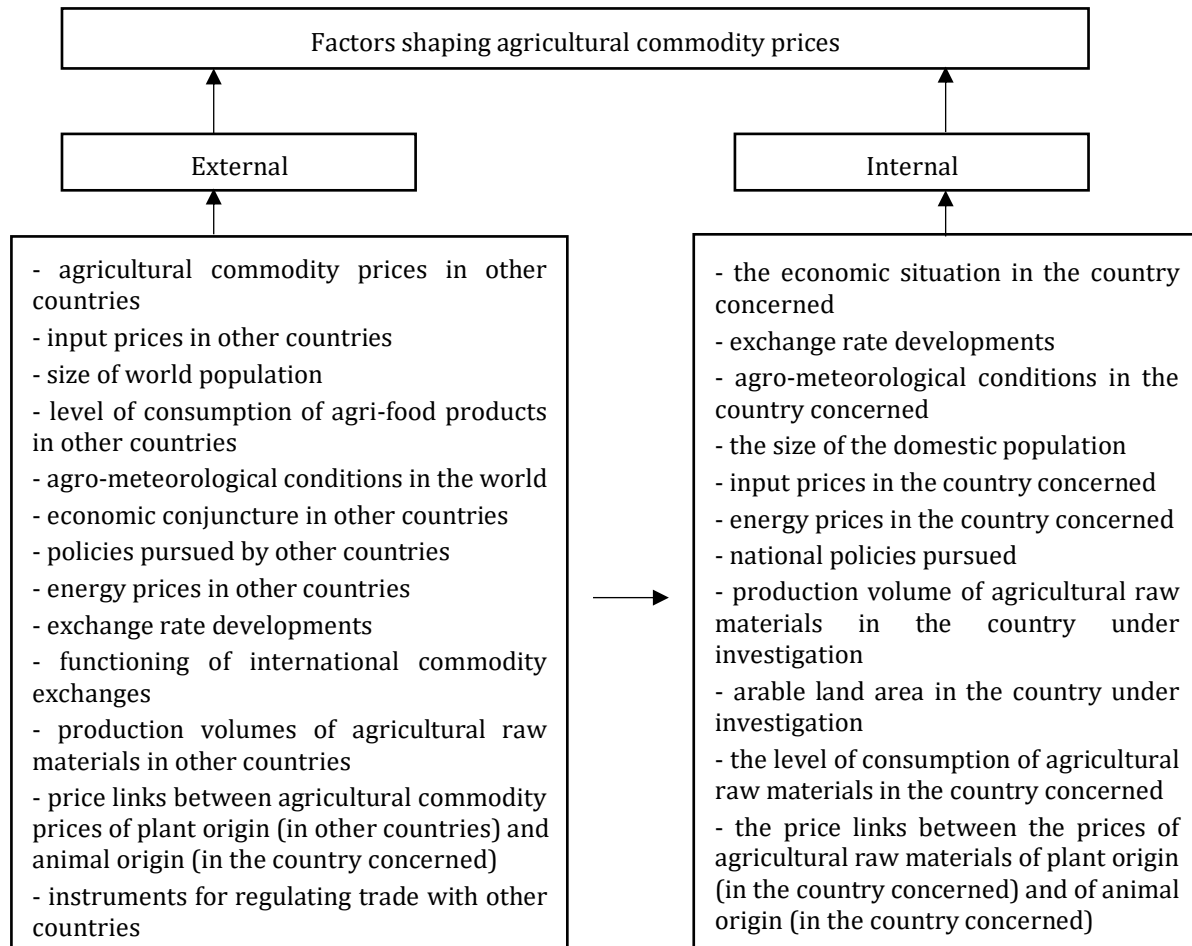 Factors shaping agricultural commodity prices
External
Internal
- agricultural commodity prices in other
countries
- input prices in other countries
- size of world population
- level of consumption of agri-food products
in other countries
- agro-meteorological conditions in the world
- economic conjuncture in other countries
- policies pursued by other countries
- energy prices in other countries
- exchange rate developments
- functioning of international commodity
exchanges
- production volumes of agricultural raw
materials in other countries
- price links between agricultural commodity
prices of plant origin (in other countries) and
animal origin (in the country concerned)
- instruments for regulating trade with other
countries
- the economic situation in the country
concerned
- exchange rate developments
- agro-meteorological conditions in the
country concerned
- the size of the domestic population
- input prices in the country concerned
- energy prices in the country concerned
- national policies pursued
- production volume of agricultural raw
materials in the country under
investigation
- arable land area in the country under
investigation
- the level of consumption of agricultural
raw materials in the country concerned
- the price links between the prices of
agricultural raw materials of plant origin
(in the country concerned) and of animal
origin (in the country concerned)